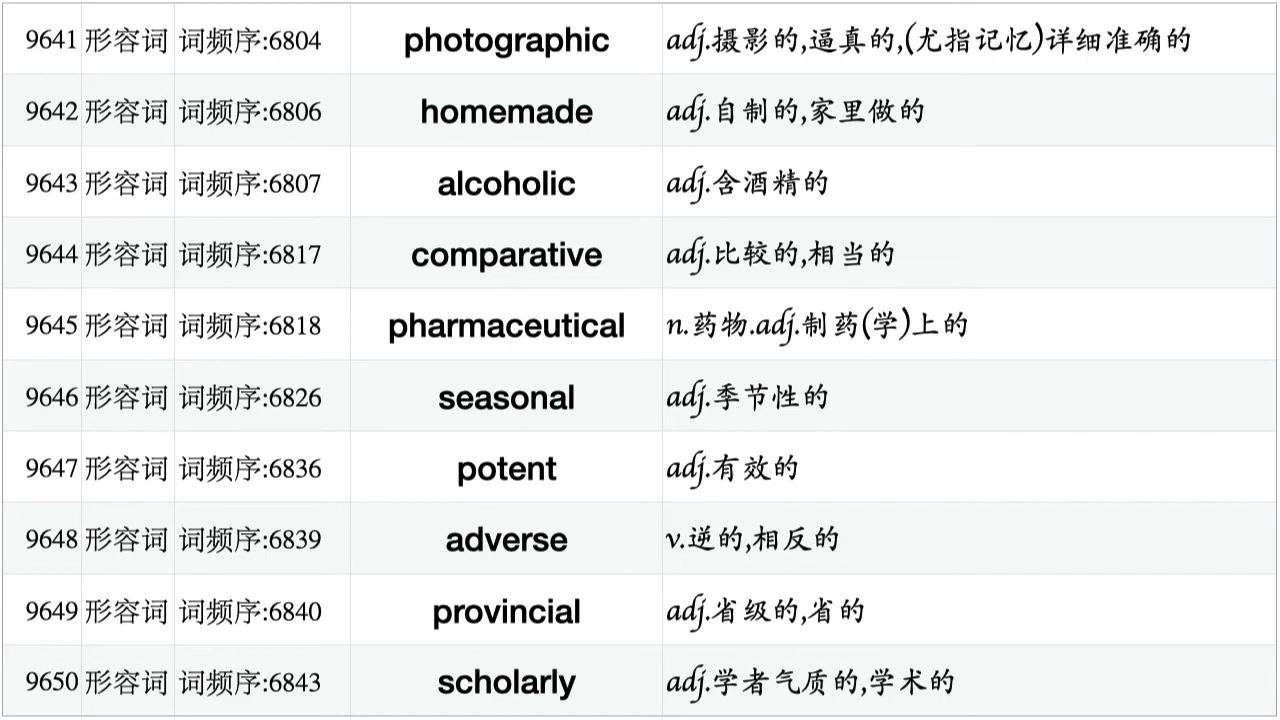 9641 形容词 词频序:6804 photographic adj.摄影的,逼真的,(尤指记忆)详细准确的
9642 形容词 词频序:6806 homemade adj.自制的,家里做的
9643 形容词 词频序:6807 alcoholic adj.含酒精的
9644 形容词 词频序:6817 comparative adj.比较的,相当的
9645 形容词 词频序:6818 pharmaceutical n.药物.adj.制药(学)上的
9646 形容词 词频序:6826 seasonal adj.季节性的
9647 形容词 词频序:6836 potent adj.有效的
9648 形容词 词频序:6839 adverse v.逆的,相反的
9649 形容词 词频序:6840 provincial adj.省级的,省的
9650 形容词 词频序:6843 scholarly adj.学者气质的,学术的